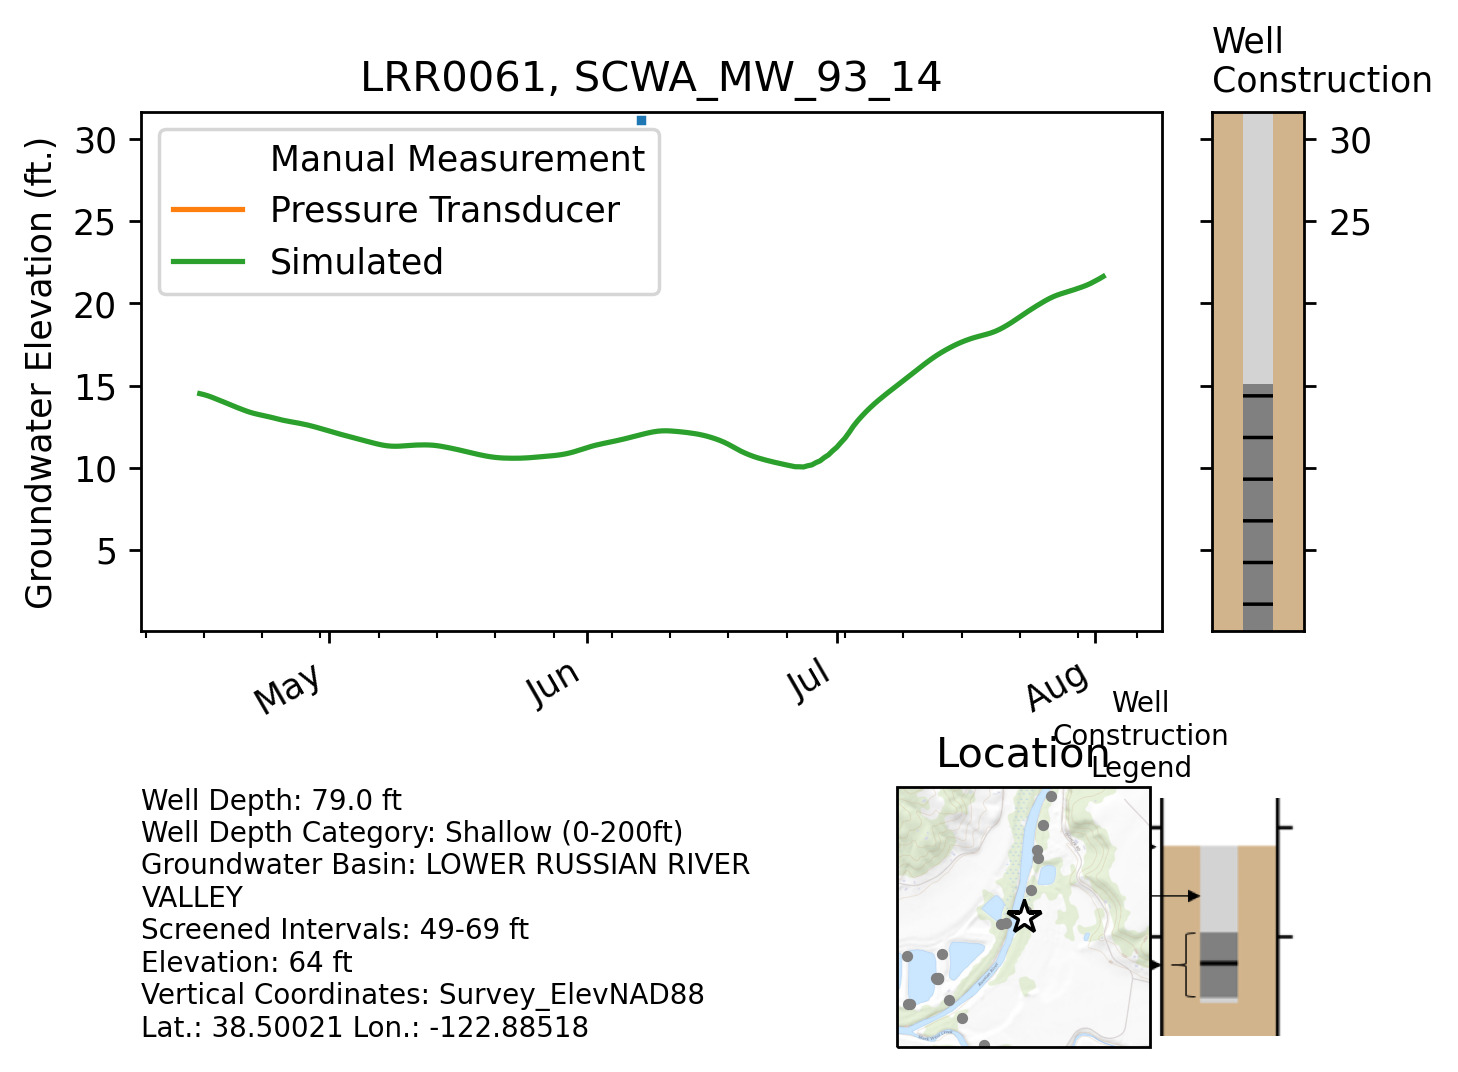 Well
Construction
LRR0061, SCWA_MW_93_14
Groundwater Elevation (ft.)
30
25
20
15
10
5
Manual Measurement
Pressure Transducer
Simulated
30
25
May
Jun
Jul
Aug
Well
Construction
Legend
Location
Well Depth: 79.0 ft
Well Depth Category: Shallow (0-200ft)
Groundwater Basin: LOWER RUSSIAN RIVER
VALLEY
Screened Intervals: 49-69 ft
Elevation: 64 ft
Vertical Coordinates: Survey_ElevNAD88
Lat.: 38.50021 Lon.: -122.88518